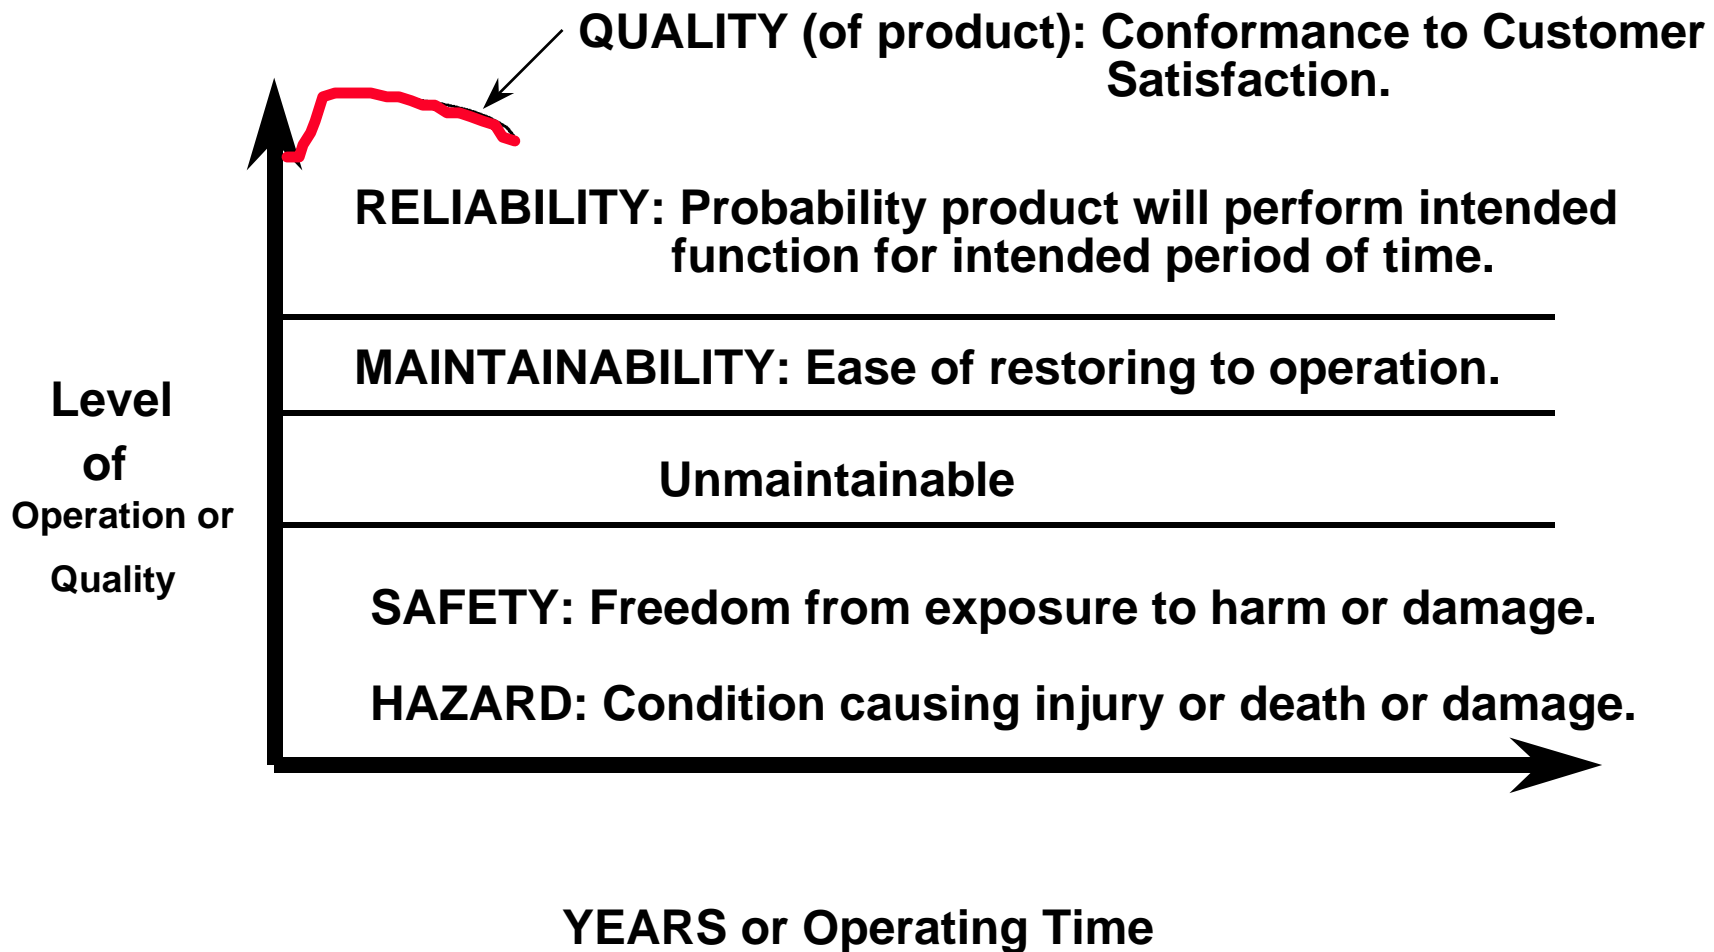 QUALITY (of product): Conformance to Customer
Satisfaction.
RELIABILITY: Probability product will perform intended
function for intended period of time.
MAINTAINABILITY: Ease of restoring to operation.
Level
of
Operation or
Quality
Unmaintainable
SAFETY: Freedom from exposure to harm or damage.
HAZARD: Condition causing injury or death or damage.
YEARS or Operating Time